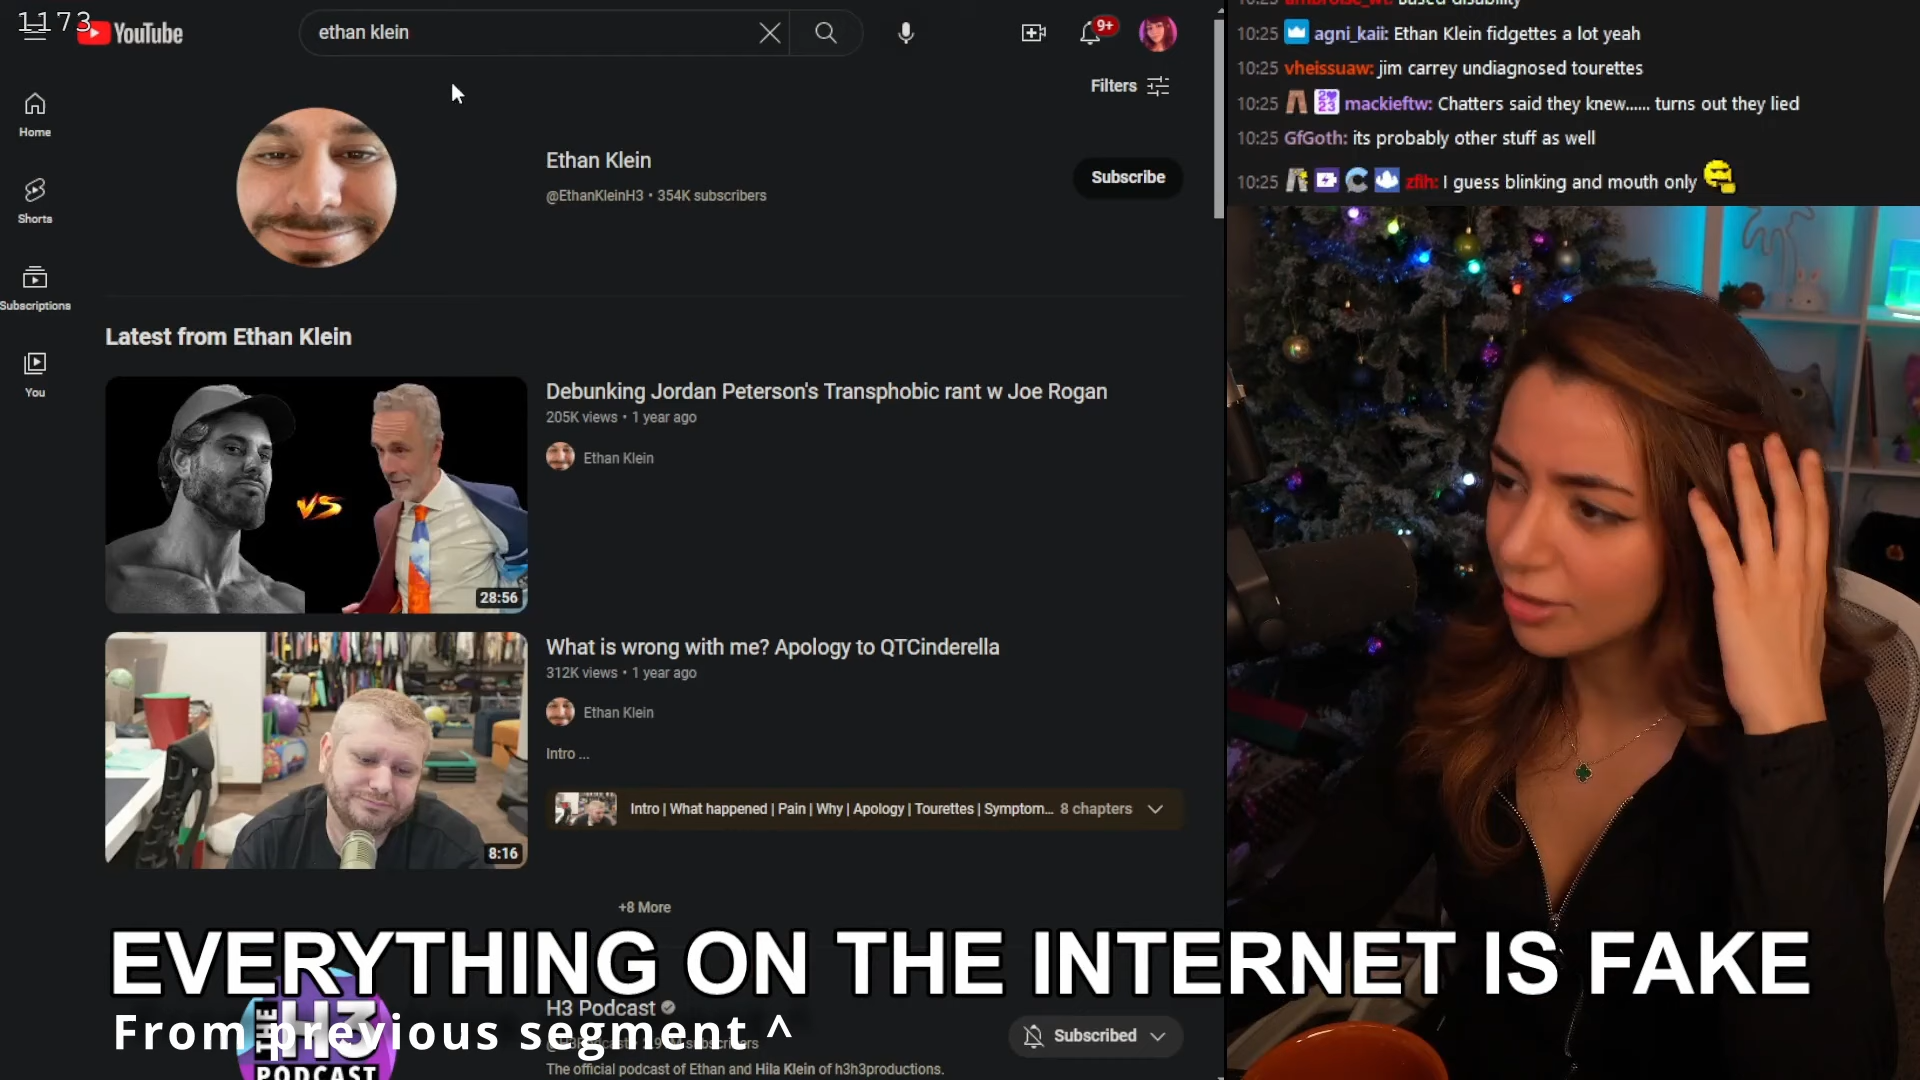 1173
YouTube
ethan klein
9+
Filters
Home
Shorts
Subscriptions
You
Ethan Klein
@EthanKleinH3 • 354K subscribers
Subscribe
Latest from Ethan Klein
VS
28:56
Debunking Jordan Peterson's Transphobic rant w Joe Rogan
205K views • 1 year ago
Ethan Klein
8:16
What is wrong with me? Apology to QTCinderella
312K views • 1 year ago
Ethan Klein
Intro ...
Intro | What happened | Pain | Why | Apology | Tourettes | Symptom... 8 chapters
+8 More
EVERYTHING ON THE INTERNET IS FAKE
From previous segment ^
THE H3 PODCAST
H3 Podcast
Subscribed
The official podcast of Ethan and Hila Klein of h3h3productions.
10:25 agni_kaii: Ethan Klein fidgettes a lot yeah
10:25 vheissuaw: jim carrey undiagnosed tourettes
10:25 mackieftw: Chatters said they knew...... turns out they lied
10:25 GfGoth: its probably other stuff as well
10:25 zfih: I guess blinking and mouth only